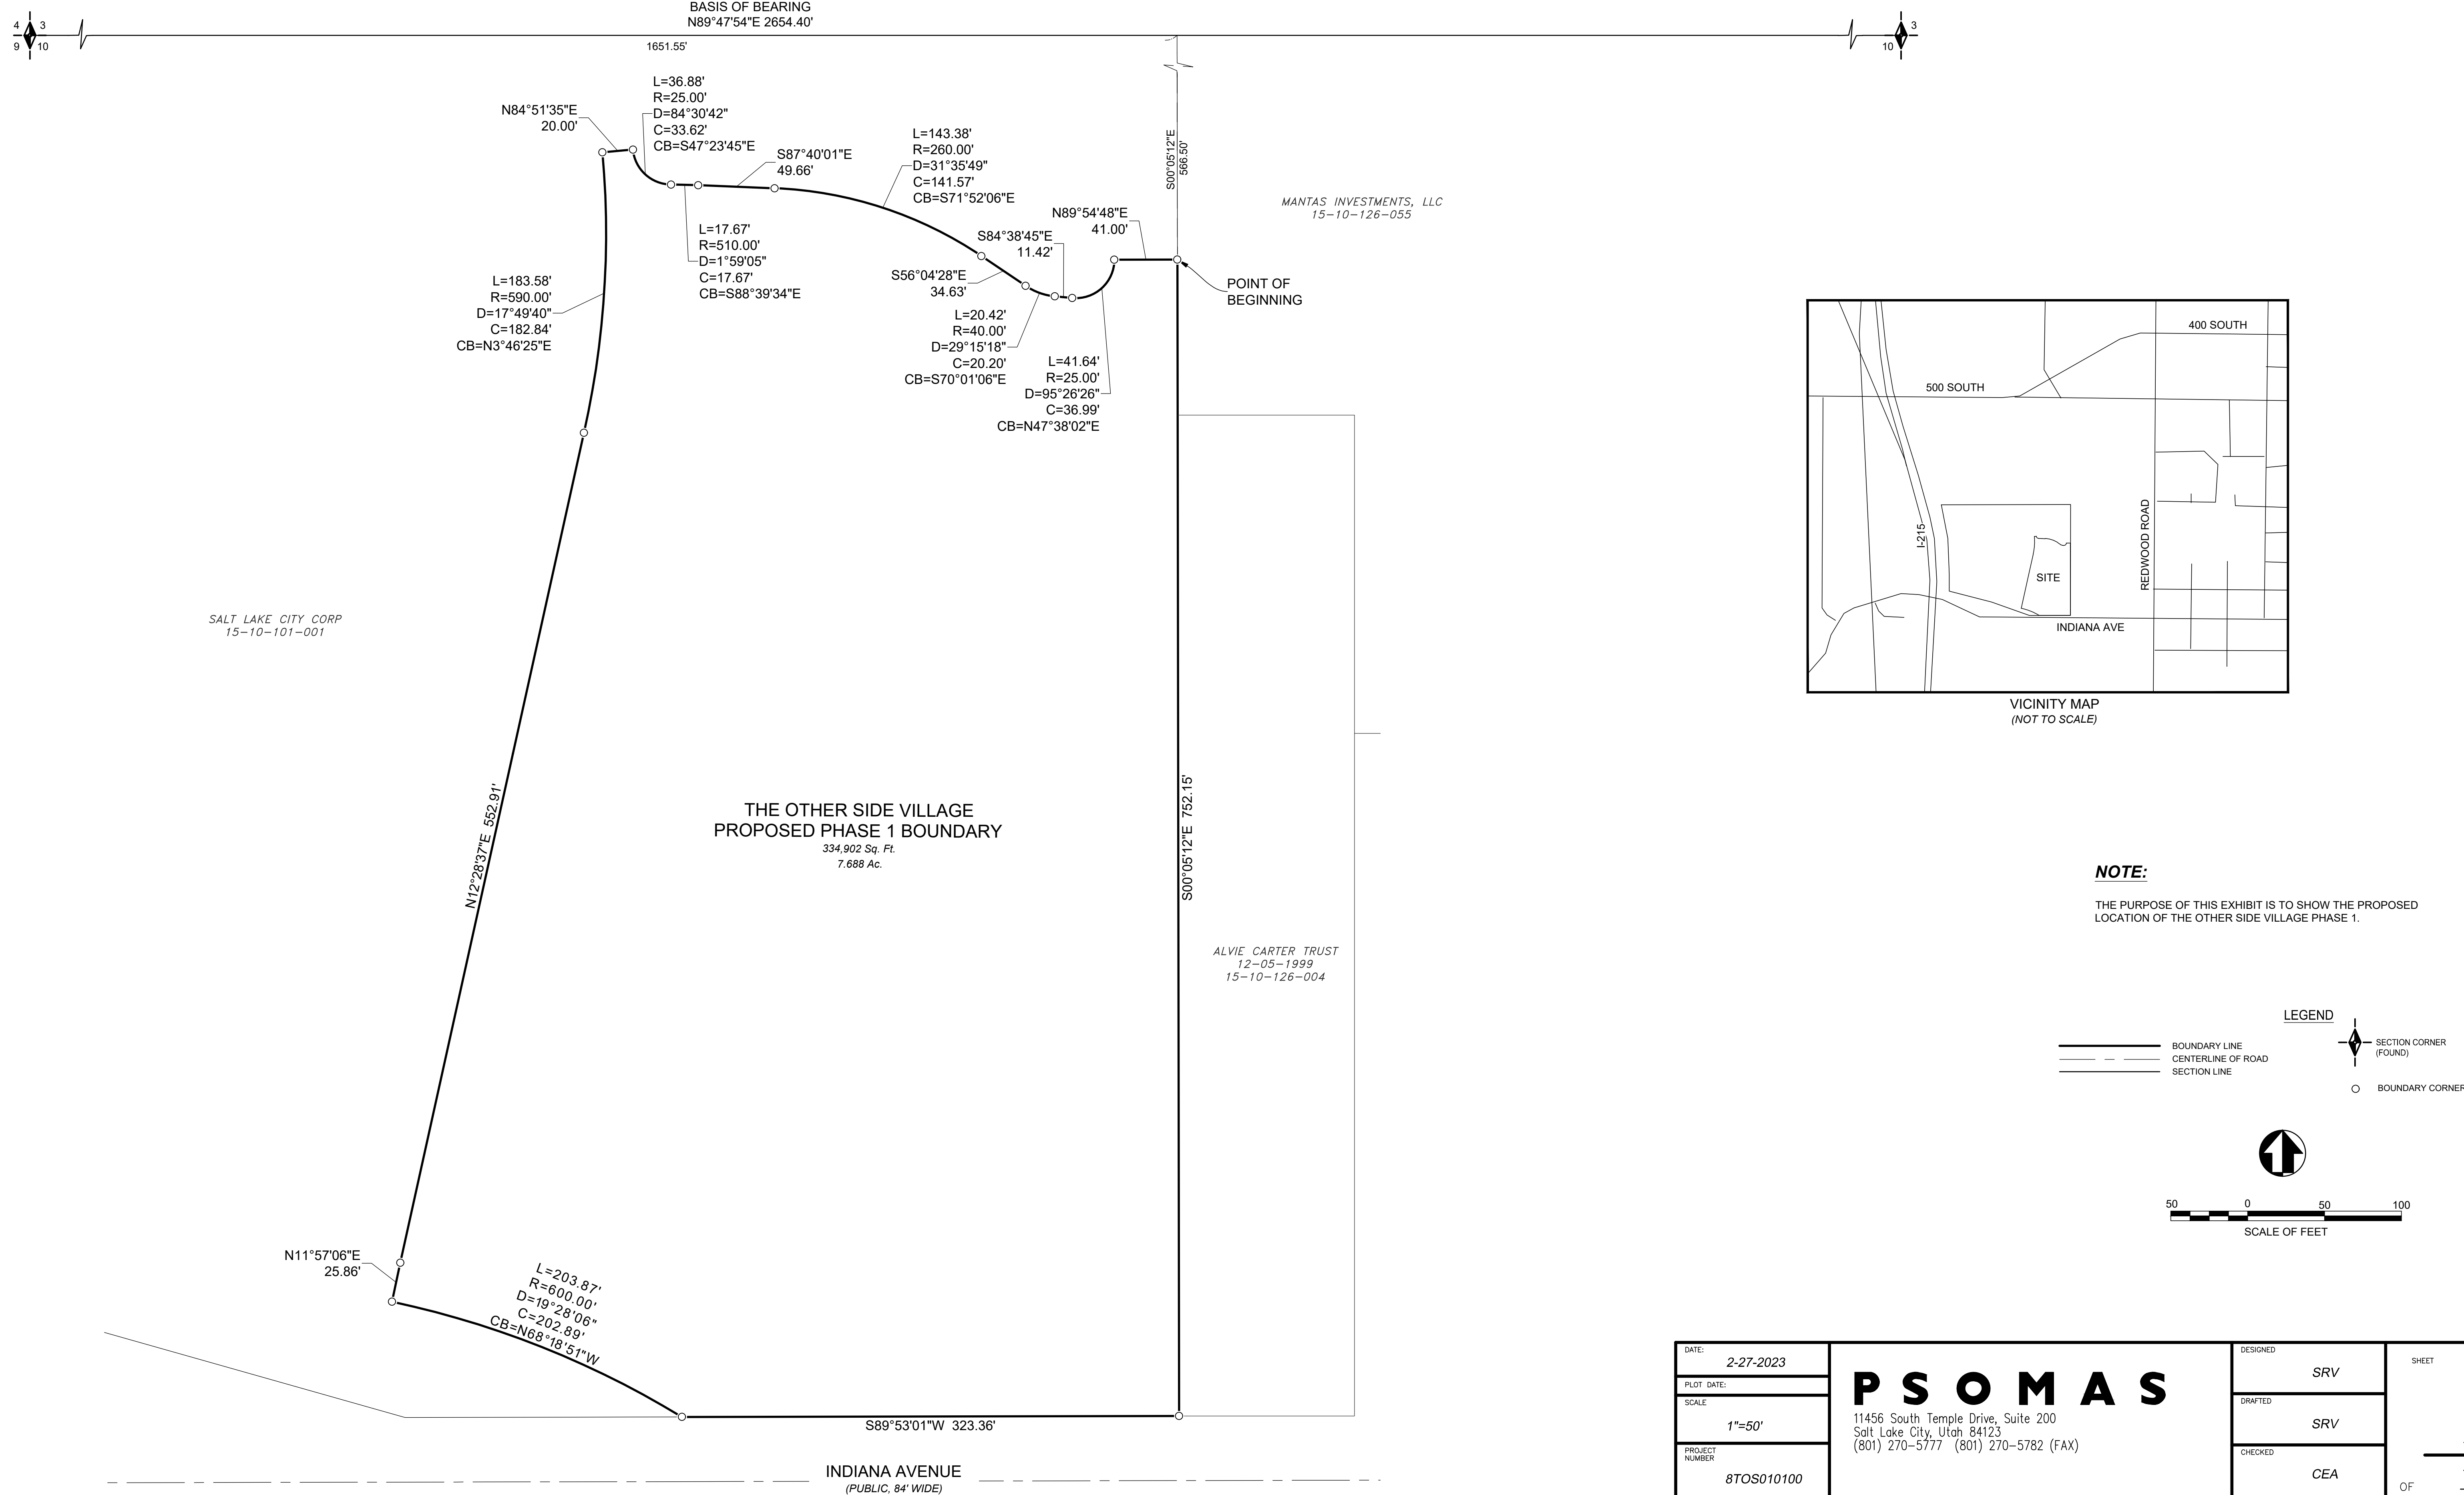 BASIS OF BEARING
N89°47'54"E 2654.40'
1651.55'
4 3
9 10
3
10
L=36.88'
R=25.00'
D=84°30'42"
C=33.62'
CB=S47°23'45"E
N84°51'35"E
20.00'
S87°40'01"E
49.66'
L=143.38'
R=260.00'
D=31°35'49"
C=141.57'
CB=S71°52'06"E
S00°05'12"E
566.50'
MANTAS INVESTMENTS, LLC
15-10-126-055
N89°54'48"E
41.00'
S84°38'45"E
11.42'
L=17.67'
R=510.00'
D=1°59'05"
C=17.67'
CB=S88°39'34"E
S56°04'28"E
34.63'
POINT OF
BEGINNING
L=183.58'
R=590.00'
D=17°49'40"
C=182.84'
CB=N3°46'25"E
L=20.42'
R=40.00'
D=29°15'18"
C=20.20'
CB=S70°01'06"E
L=41.64'
R=25.00'
D=95°26'26"
C=36.99'
CB=N47°38'02"E
400 SOUTH
500 SOUTH
I-215
REDWOOD ROAD
SITE
INDIANA AVE
VICINITY MAP
(NOT TO SCALE)
SALT LAKE CITY CORP
15-10-101-001
N12°28'37"E 552.91'
THE OTHER SIDE VILLAGE
PROPOSED PHASE 1 BOUNDARY
334,902 Sq. Ft.
7.688 Ac.
S00°05'12"E 752.15'
ALVIE CARTER TRUST
12-05-1999
15-10-126-004
NOTE:
THE PURPOSE OF THIS EXHIBIT IS TO SHOW THE PROPOSED
LOCATION OF THE OTHER SIDE VILLAGE PHASE 1.
LEGEND
BOUNDARY LINE
CENTERLINE OF ROAD
SECTION LINE
SECTION CORNER
(FOUND)
BOUNDARY CORNER
50 0 50 100
SCALE OF FEET
N11°57'06"E
25.86'
L=203.87'
R=600.00'
D=19°28'06"
C=202.89'
CB=N68°18'51"W
S89°53'01"W 323.36'
INDIANA AVENUE
(PUBLIC, 84' WIDE)
DATE:
2-27-2023
PLOT DATE:
SCALE
1"=50'
PROJECT
NUMBER
8TOS010100
PSOMAS
11456 South Temple Drive, Suite 200
Salt Lake City, Utah 84123
(801) 270-5777 (801) 270-5782 (FAX)
DESIGNED
SRV
DRAFTED
SRV
CHECKED
CEA
SHEET
OF